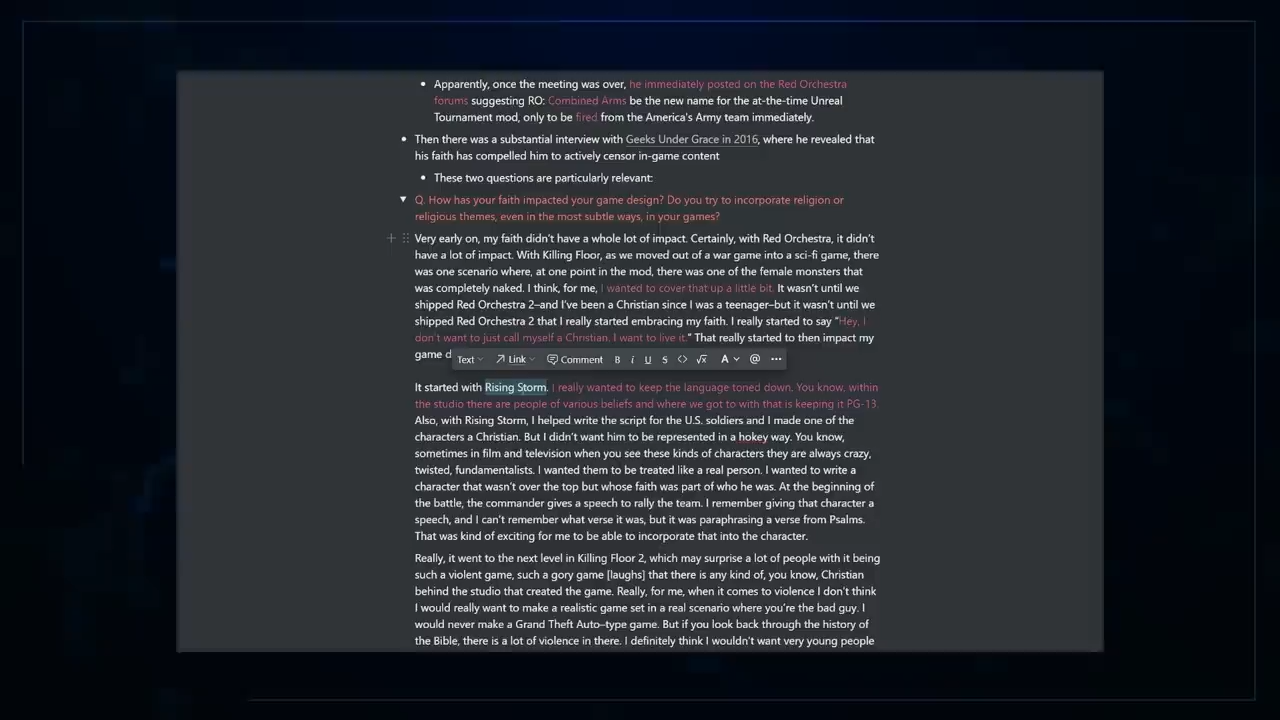 Apparently, once the meeting was over, he immediately posted on the Red Orchestra
forums suggesting RO: Combined Arms be the new name for the at-the-time Unreal
Tournament mod, only to be fired from the America's Army team immediately.
Then there was a substantial interview with Geeks Under Grace in 2016, where he revealed that
his faith has compelled him to actively censor in-game content
These two questions are particularly relevant:
Q. How has your faith impacted your game design? Do you try to incorporate religion or
religious themes, even in the most subtle ways, in your games?
Very early on, my faith didn't have a whole lot of impact. Certainly, with Red Orchestra, it didn't
have a lot of impact. With Killing Floor, as we moved out of a war game into a sci-fi game, there
was one scenario where, at one point in the mod, there was one of the female monsters that
was completely naked. I think, for me, I wanted to cover that up a little bit. It wasn't until we
shipped Red Orchestra 2–and I've been a Christian since I was a teenager–but it wasn't until we
shipped Red Orchestra 2 that I really started embracing my faith. I really started to say "Hey, I
don't want to just call myself a Christian, I want to live it." That really started to then impact my
game d
Text Link Comment B i U S <> √x A @ •••
It started with Rising Storm. I really wanted to keep the language toned down. You know, within
the studio there are people of various beliefs and where we got to with that is keeping it PG-13.
Also, with Rising Storm, I helped write the script for the U.S. soldiers and I made one of the
characters a Christian. But I didn't want him to be represented in a hokey way. You know,
sometimes in film and television when you see these kinds of characters they are always crazy,
twisted, fundamentalists. I wanted them to be treated like a real person. I wanted to write a
character that wasn't over the top but whose faith was part of who he was. At the beginning of
the battle, the commander gives a speech to rally the team. I remember giving that character a
speech, and I can't remember what verse it was, but it was paraphrasing a verse from Psalms.
That was kind of exciting for me to be able to incorporate that into the character.
Really, it went to the next level in Killing Floor 2, which may surprise a lot of people with it being
such a violent game, such a gory game [laughs] that there is any kind of, you know, Christian
behind the studio that created the game. Really, for me, when it comes to violence I don't think
I would really want to make a realistic game set in a real scenario where you're the bad guy. I
would never make a Grand Theft Auto–type game. But if you look back through the history of
the Bible, there is a lot of violence in there. I definitely think I wouldn't want very young people